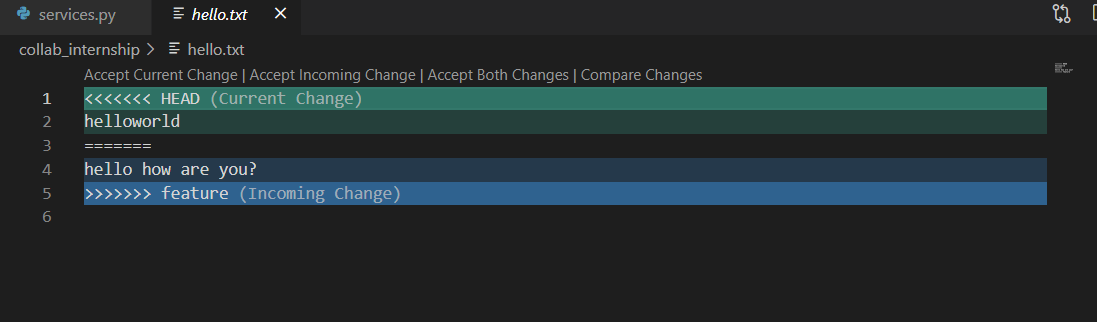 services.py hello.txt
collab_internship > hello.txt
Accept Current Change | Accept Incoming Change | Accept Both Changes | Compare Changes
1 <<<<<<< HEAD (Current Change)
2 helloworld
3 =======
4 hello how are you?
5 >>>>>>> feature (Incoming Change)
6